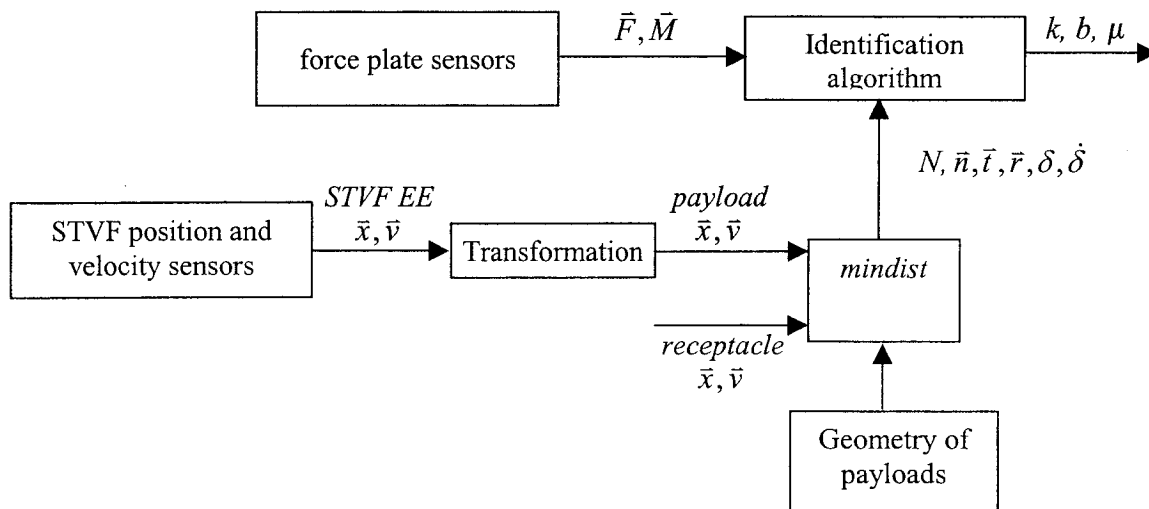 force plate sensors
F⃗, M⃗
Identification
algorithm
k, b, μ
N, n⃗, t⃗, r⃗, δ, δ̇
STVF position and
velocity sensors
STVF EE
x⃗, v⃗
Transformation
payload
x⃗, v⃗
mindist
receptacle
x⃗, v⃗
Geometry of
payloads